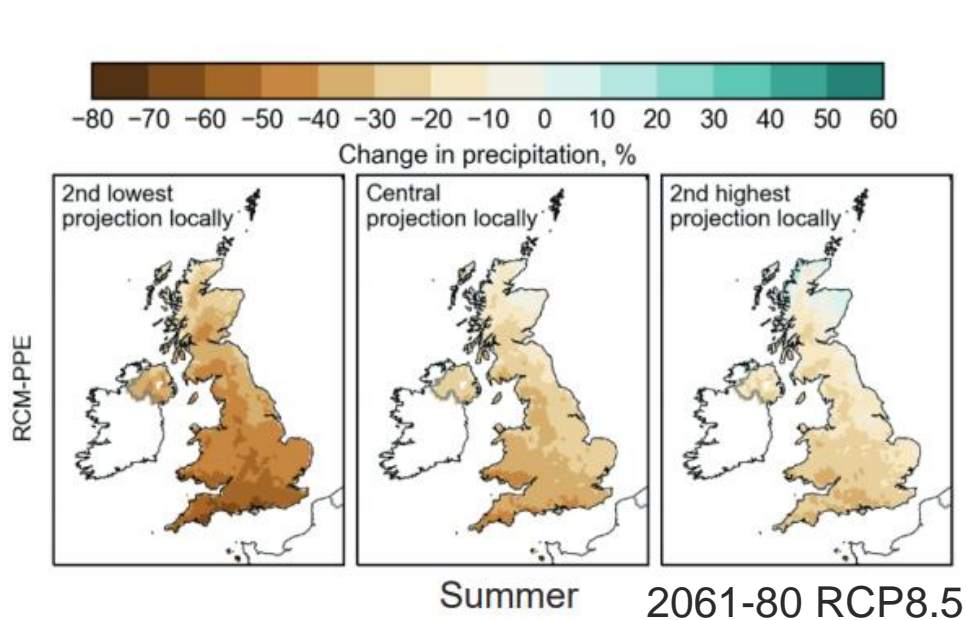 −80 −70 −60 −50 −40 −30 −20 −10 0 10 20 30 40 50 60
Change in precipitation, %
2nd lowest
projection locally
Central
projection locally
2nd highest
projection locally
RCM-PPE
Summer
2061-80 RCP8.5